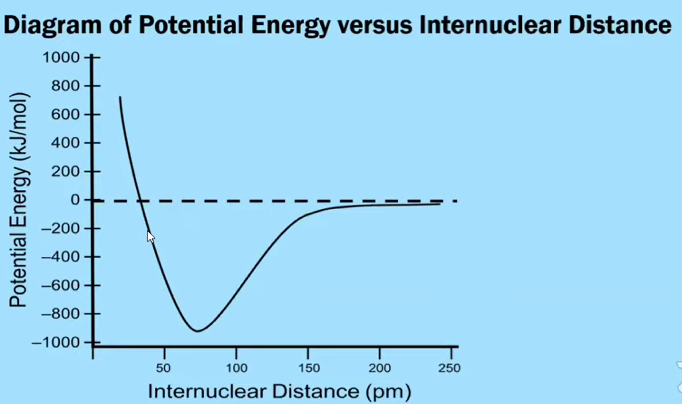 Diagram of Potential Energy versus Internuclear Distance
1000
800
600
400
200
0
−200
−400
−600
−800
−1000
Potential Energy (kJ/mol)
50 100 150 200 250
Internuclear Distance (pm)